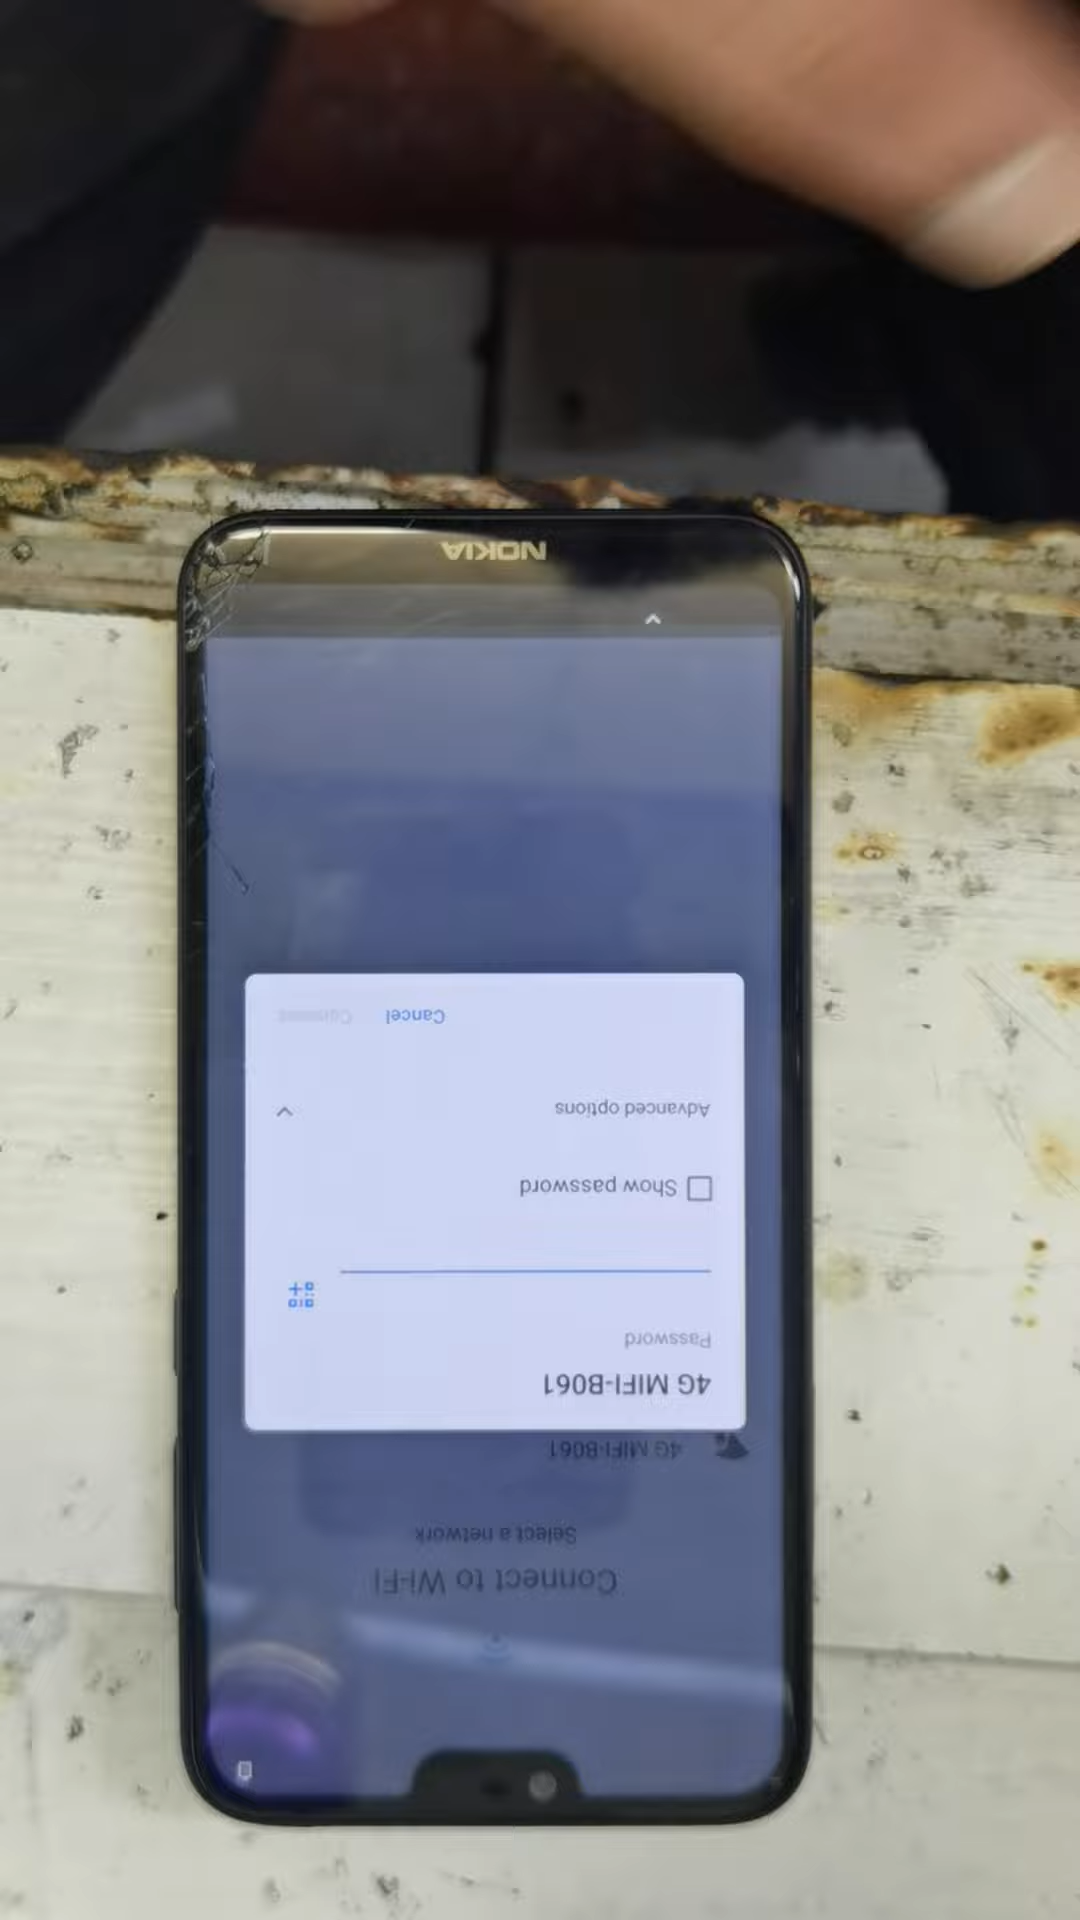 Connect to Wi-Fi
Select a network
4G MIFI-B061
4G MIFI-B061
Password
Show password
Advanced options
Cancel
Connect
NOKIA